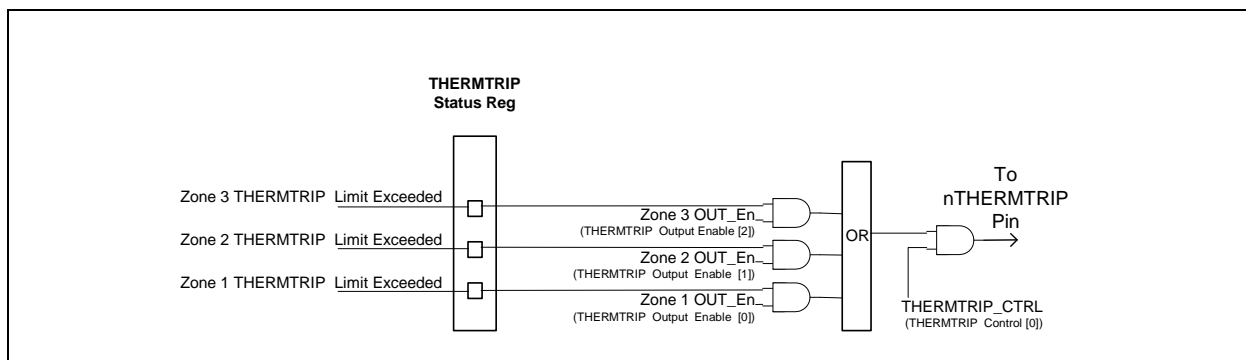 THERMTRIP
Status Reg
Zone 3 THERMTRIP Limit Exceeded
Zone 2 THERMTRIP Limit Exceeded
Zone 1 THERMTRIP Limit Exceeded
Zone 3 OUT_En
(THERMTRIP Output Enable [2])
Zone 2 OUT_En
(THERMTRIP Output Enable [1])
Zone 1 OUT_En
(THERMTRIP Output Enable [0])
OR
To
nTHERMTRIP
Pin
THERMTRIP_CTRL
(THERMTRIP Control [0])